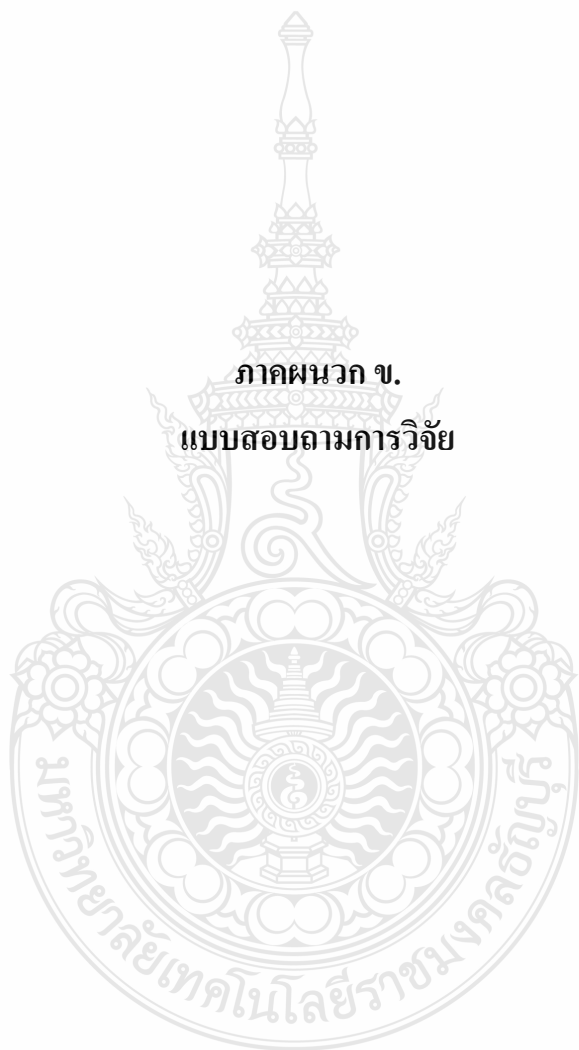 ภาคผนวก ข.
แบบสอบถามการวิจัย
มหาวิทยาลัยเทคโนโลยีราชมงคลธัญบุรี